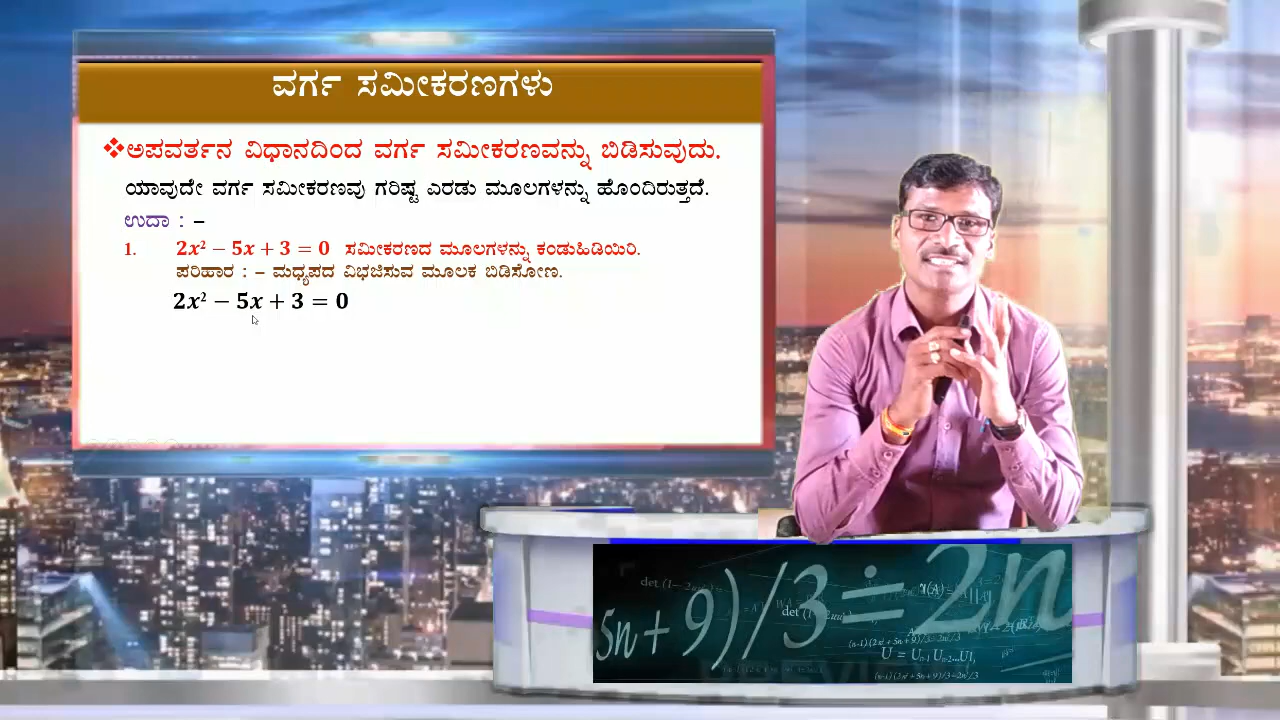 ವರ್ಗ ಸಮೀಕರಣಗಳು
❖ಅಪವರ್ತನ ವಿಧಾನದಿಂದ ವರ್ಗ ಸಮೀಕರಣವನ್ನು ಬಿಡಿಸುವುದು.
ಯಾವುದೇ ವರ್ಗ ಸಮೀಕರಣವು ಗರಿಷ್ಟ ಎರಡು ಮೂಲಗಳನ್ನು ಹೊಂದಿರುತ್ತದೆ.
ಉದಾ : –
1. 2x² − 5x + 3 = 0 ಸಮೀಕರಣದ ಮೂಲಗಳನ್ನು ಕಂಡುಹಿಡಿಯಿರಿ.
ಪರಿಹಾರ : – ಮಧ್ಯಪದ ವಿಭಜಿಸುವ ಮೂಲಕ ಬಿಡಿಸೋಣ.
2x² − 5x + 3 = 0
5n+9)/3÷2n